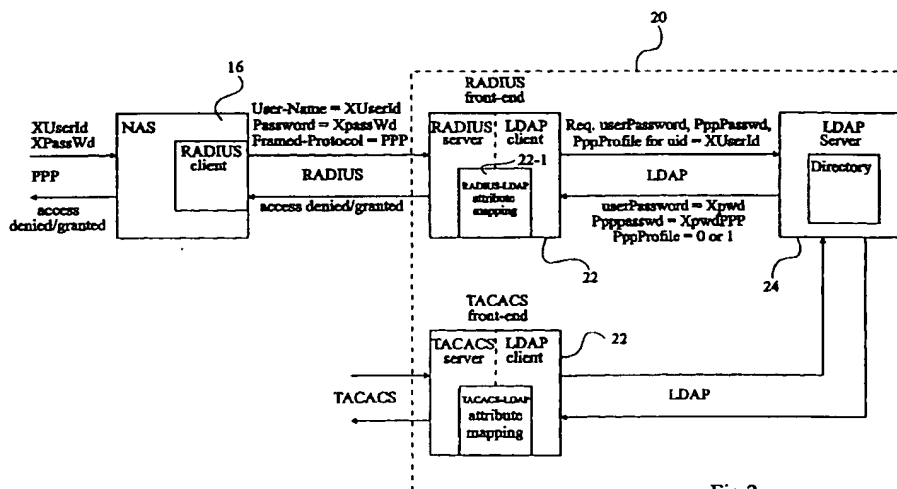 20
16
RADIUS
front-end
NAS
User-Name = XUserId
Password = XpassWd
Framed-Protocol = PPP
XUserId
XPassWd
PPP
access
denied/granted
RADIUS
client
RADIUS
access denied/granted
RADIUS
server
LDAP
client
22-1
RADIUS-LDAP
attribute
mapping
22
Req. userPassword, PppPasswd,
PppProfile for uid = XUserId
LDAP
userPassword = Xpwd
Ppppasswd = XpwdPPP
PppProfile = 0 or 1
LDAP
Server
Directory
24
TACACS
front-end
TACACS
server
LDAP
client
22
TACACS-LDAP
attribute
mapping
TACACS
LDAP